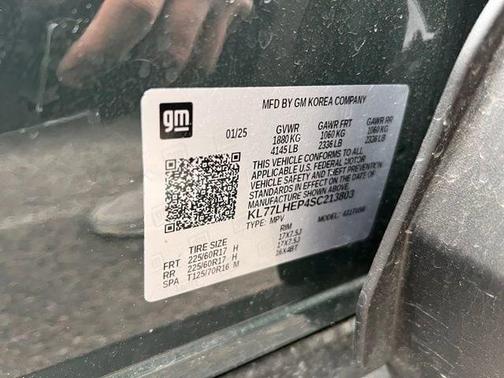 gm
MFD BY GM KOREA COMPANY
01/25 GVWR GAWR FRT GAWR RR
1880 KG 1060 KG 1060 KG
4145 LB 2336 LB 2336 LB
THIS VEHICLE CONFORMS TO ALL
APPLICABLE U.S. FEDERAL MOTOR
VEHICLE SAFETY AND THEFT PREVENTION
STANDARDS IN EFFECT ON THE DATE OF
MANUFACTURE SHOWN ABOVE.
KL77LHEP4SC213803
TYPE: MPV MODEL:
TIRE SIZE RIM
FRT 225/60R17 H 17X7.5J
RR 225/60R17 H 17X7.5J
SPA T125/70R16 M 16X4BT